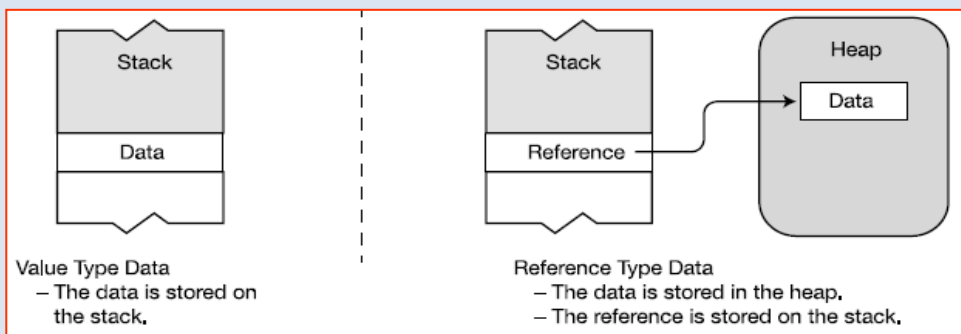 Stack
Data
Value Type Data
– The data is stored on
the stack.
Stack
Reference
Heap
Data
Reference Type Data
– The data is stored in the heap.
– The reference is stored on the stack.